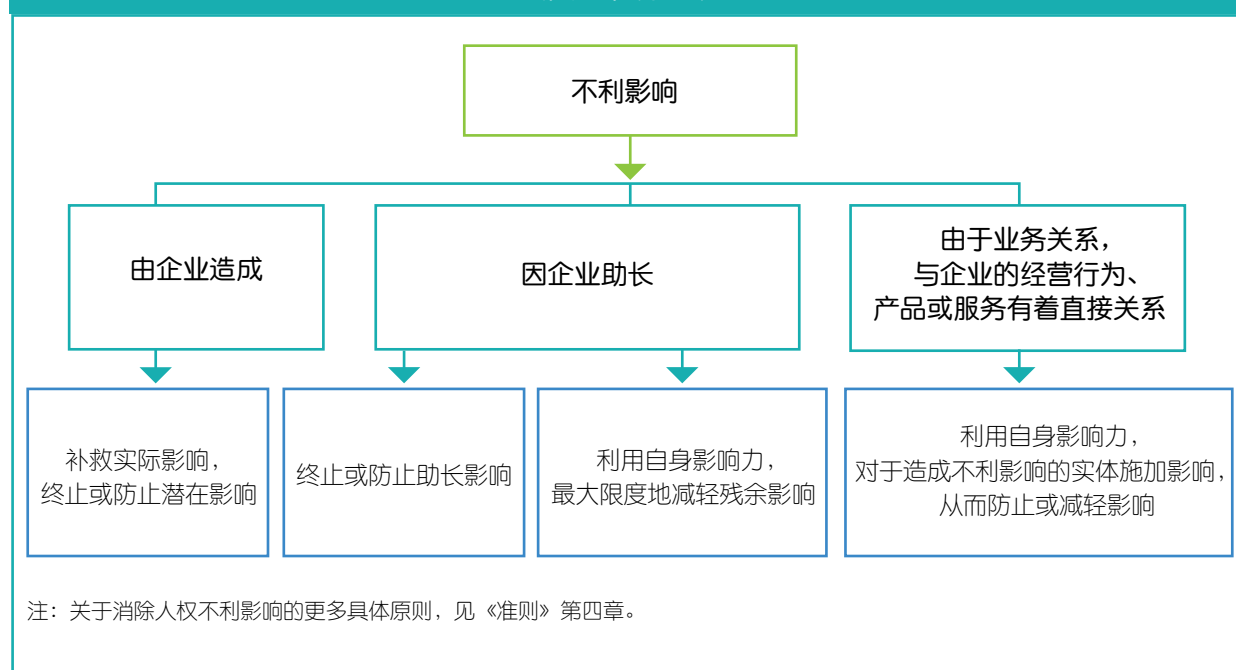 不利影响
由企业造成
因企业助长
由于业务关系，
与企业的经营行为、
产品或服务有着直接关系
补救实际影响，
终止或防止潜在影响
终止或防止助长影响
利用自身影响力，
最大限度地减轻残余影响
利用自身影响力，
对于造成不利影响的实体施加影响，
从而防止或减轻影响
注：关于消除人权不利影响的更多具体原则，见《准则》第四章。